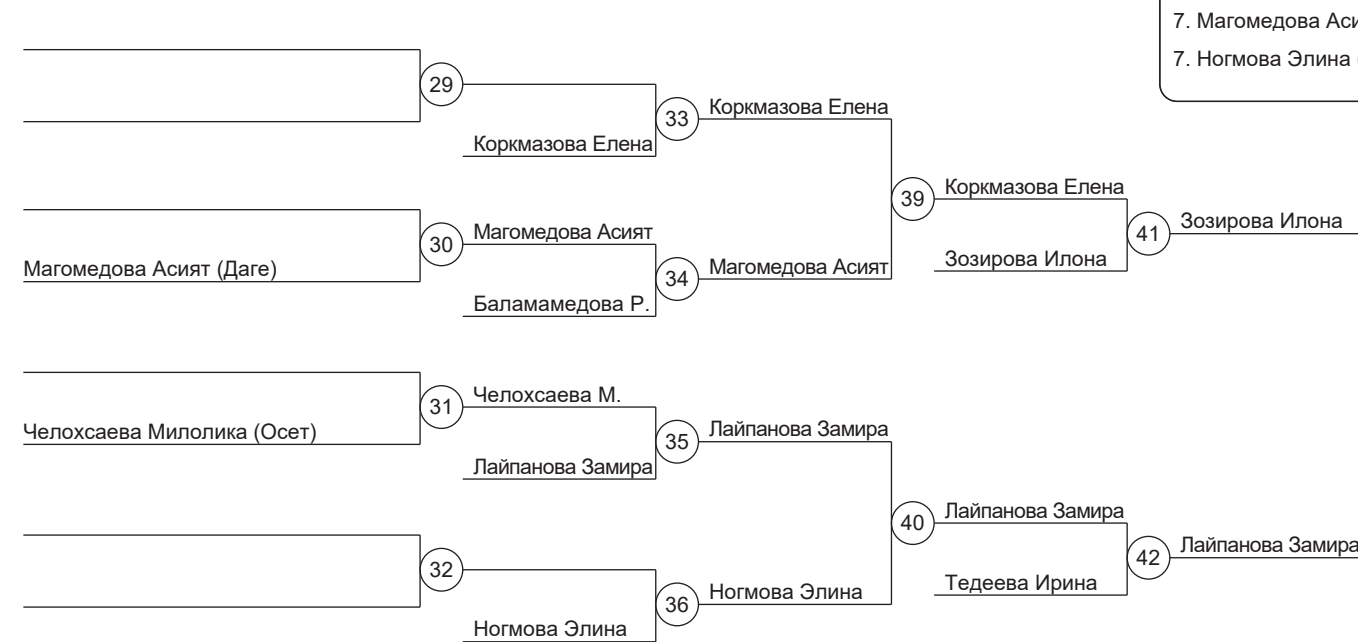 7. Магомедова Аси
7. Ногмова Элина
29
Коркмазова Елена
33
Коркмазова Елена
39
Коркмазова Елена
41
Зозирова Илона
Зозирова Илона
30
Магомедова Асият
Магомедова Асият (Даге)
34
Магомедова Асият
Баламамедова Р.
31
Челохсаева М.
Челохсаева Милолика (Осет)
35
Лайпанова Замира
Лайпанова Замира
40
Лайпанова Замира
42
Лайпанова Замира
Тедеева Ирина
32
36
Ногмова Элина
Ногмова Элина